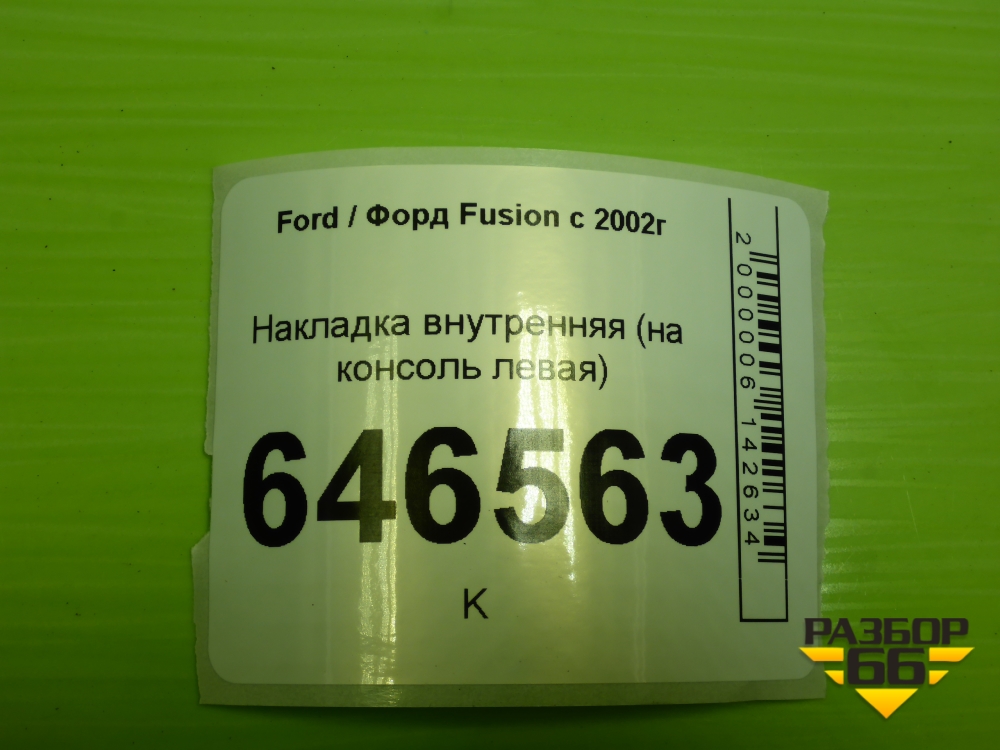 Ford / Форд Fusion с 2002г
Накладка внутренняя (на
консоль левая)
646563
К
2000006142634
РАЗБОР
66